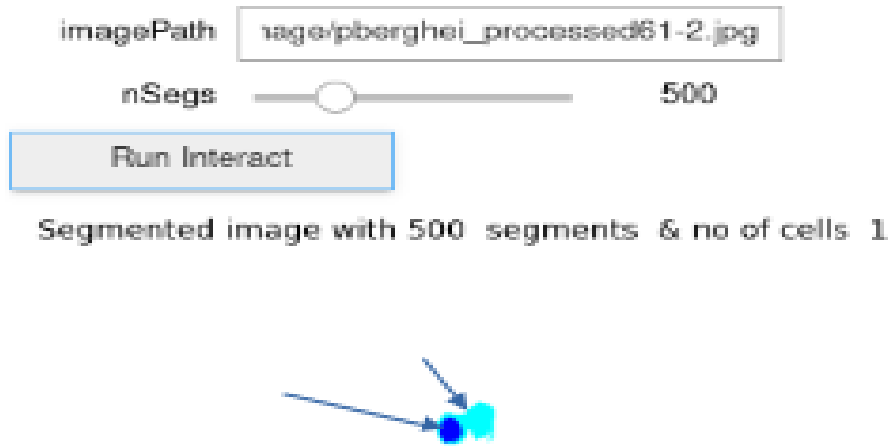 imagePath nage/pberghei_processed61-2.jpg
nSegs 500
Run Interact
Segmented image with 500 segments & no of cells 1